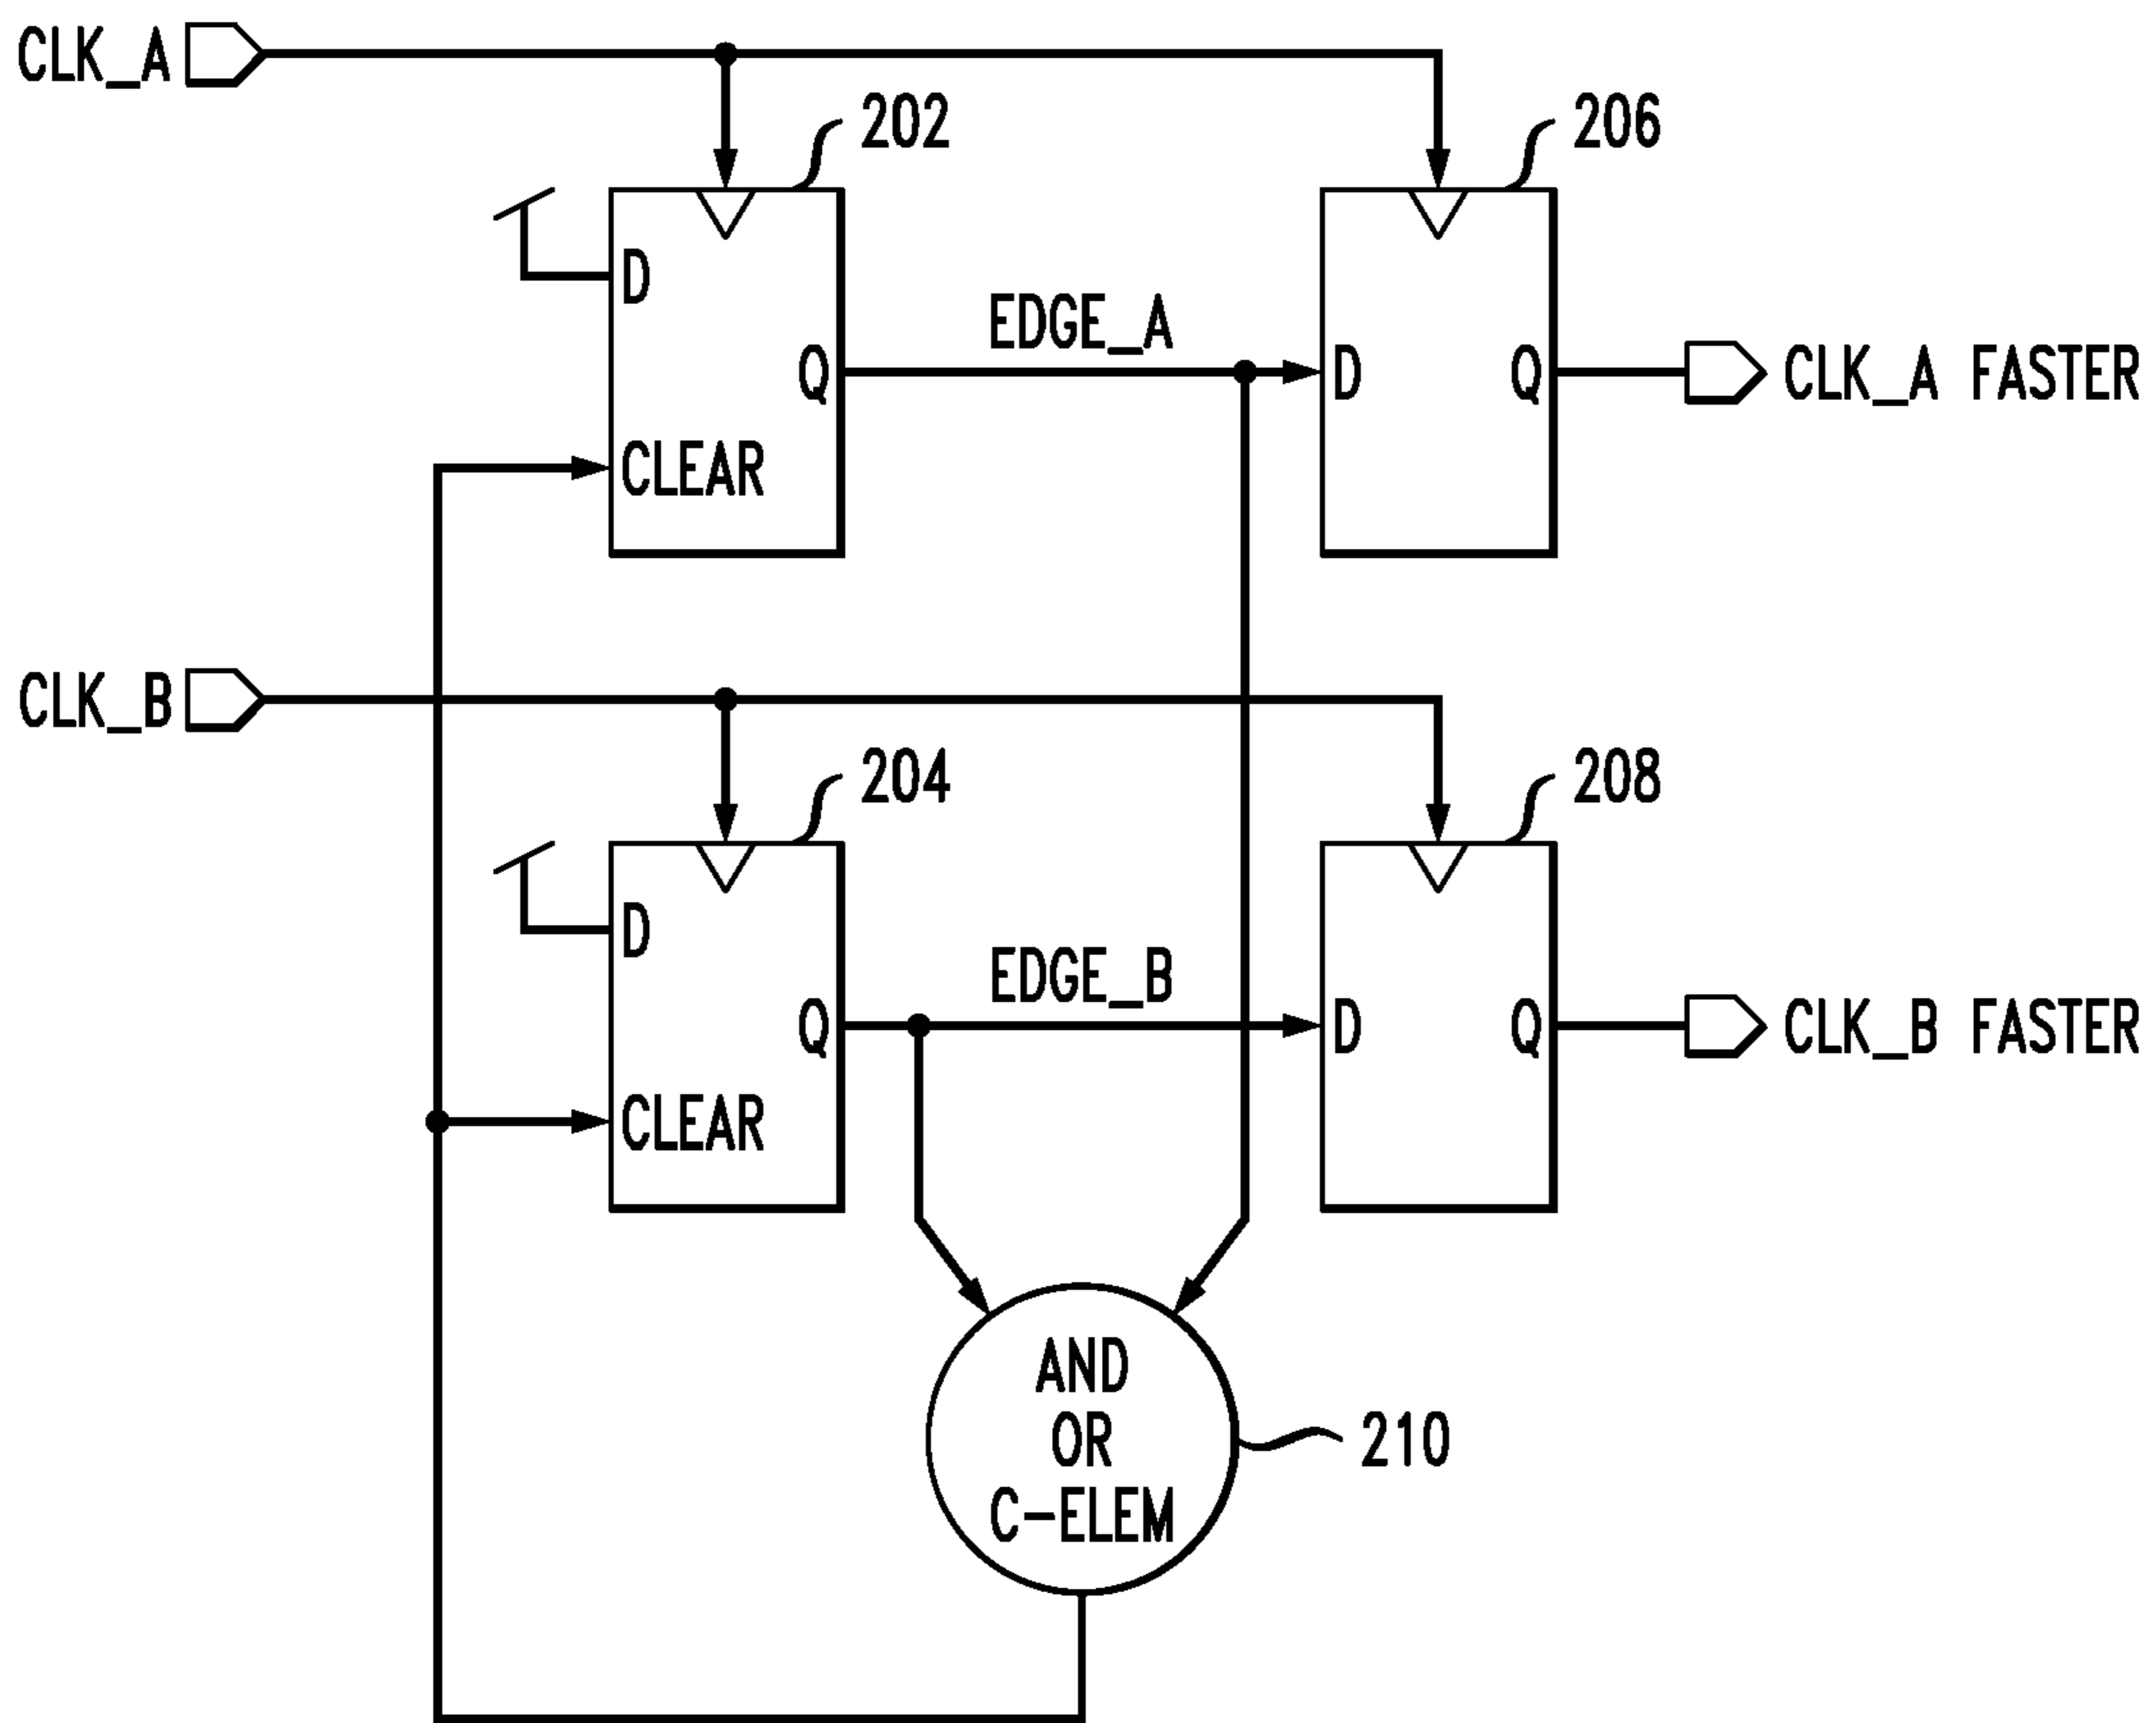 CLK_A
202
206
D
EDGE_A
Q
D
Q
CLK_A FASTER
CLEAR
CLK_B
204
208
D
EDGE_B
Q
D
Q
CLK_B FASTER
CLEAR
AND
OR
C-ELEM
210